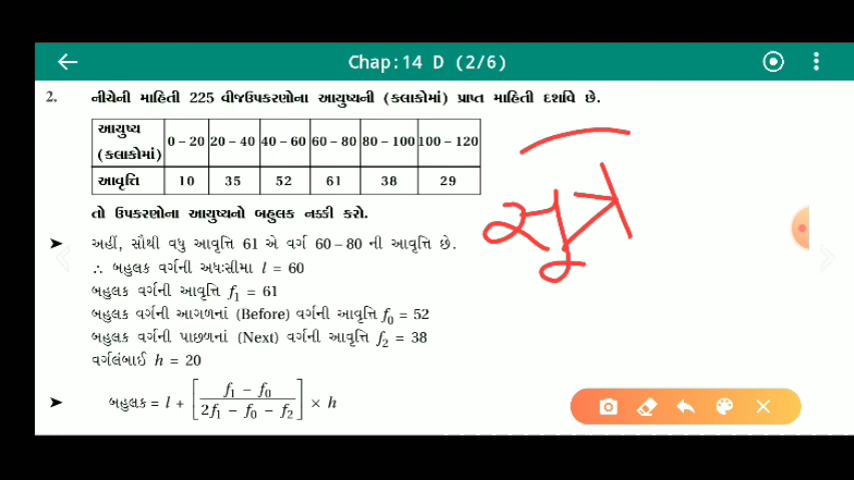 Chap:14 D (2/6)
2. નીચેની માહિતી 225 વીજઉપકરણોના આયુષ્યની (કલાકોમાં) પ્રાપ્ત માહિતી દર્શાવે છે.
આયુષ્ય (કલાકોમાં) 0 – 20 20 – 40 40 – 60 60 – 80 80 – 100 100 – 120
આવૃત્તિ 10 35 52 61 38 29
તો ઉપકરણોના આયુષ્યનો બહુલક નક્કી કરો.
➤ અહીં, સૌથી વધુ આવૃત્તિ 61 એ વર્ગ 60 – 80 ની આવૃત્તિ છે.
∴ બહુલક વર્ગની અધઃસીમા l = 60
બહુલક વર્ગની આવૃત્તિ f₁ = 61
બહુલક વર્ગની આગળનાં (Before) વર્ગની આવૃત્તિ f₀ = 52
બહુલક વર્ગની પાછળનાં (Next) વર્ગની આવૃત્તિ f₂ = 38
વર્ગલંબાઈ h = 20
➤ બહુલક = l + [(f₁ – f₀)/(2f₁ – f₀ – f₂)] × h